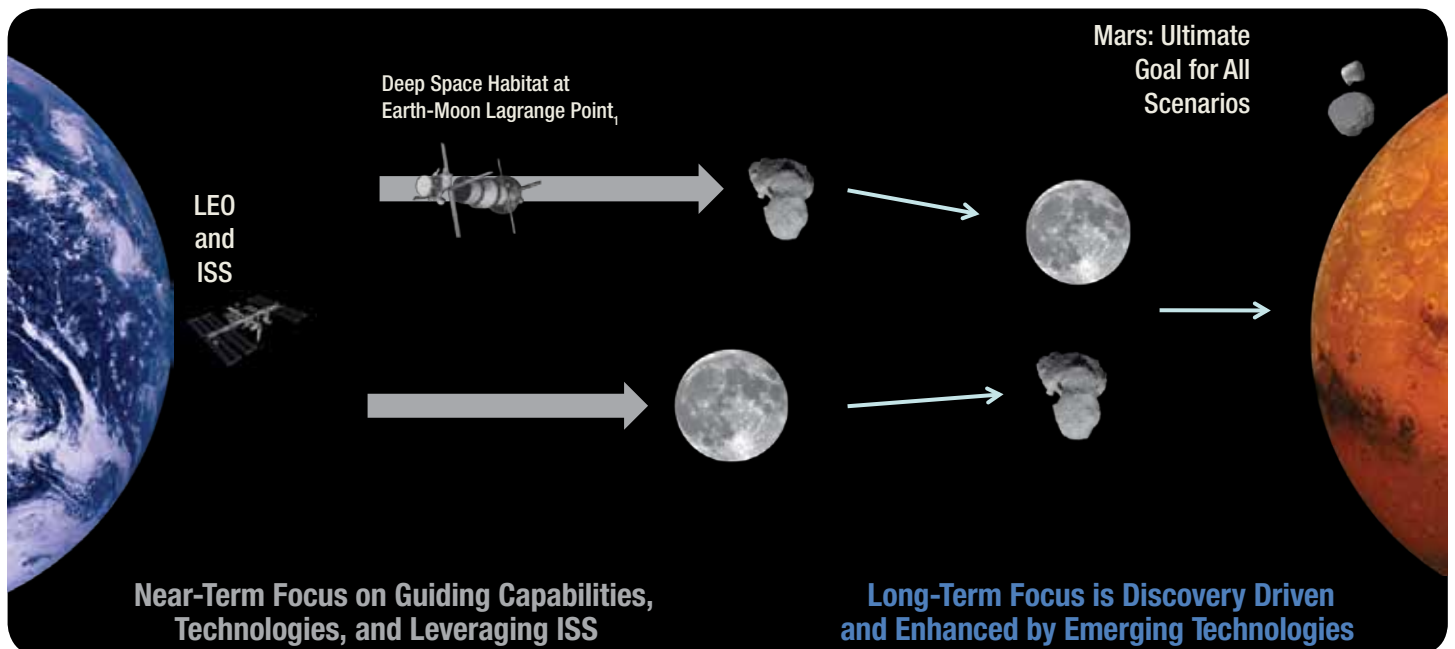 Mars: Ultimate
Goal for All
Scenarios
Deep Space Habitat at
Earth-Moon Lagrange Point₁
LEO
and
ISS
Near-Term Focus on Guiding Capabilities,
Technologies, and Leveraging ISS
Long-Term Focus is Discovery Driven
and Enhanced by Emerging Technologies